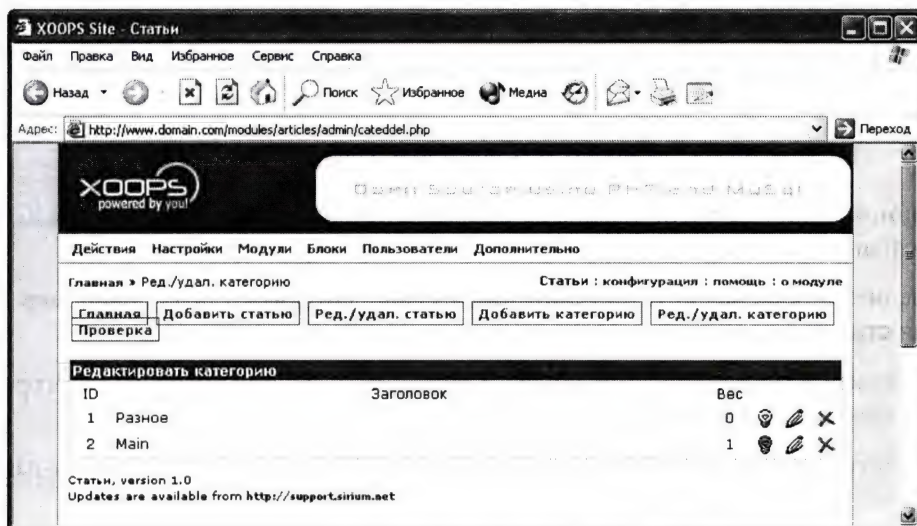 XOOPS Site - Статьи
Файл Правка Вид Избранное Сервис Справка
Назад Поиск Избранное Медиа
Адрес: http://www.domain.com/modules/articles/admin/cateddel.php Переход
XOOPS
powered by you!
Действия Настройки Модули Блоки Пользователи Дополнительно
Главная » Ред./удал. категорию Статьи : конфигурация : помощь : о модуле
Главная Добавить статью Ред./удал. статью Добавить категорию Ред./удал. категорию
Проверка
Редактировать категорию
ID Заголовок Вес
1 Разное 0
2 Main 1
Статьи, version 1.0
Updates are available from http://support.sirium.net